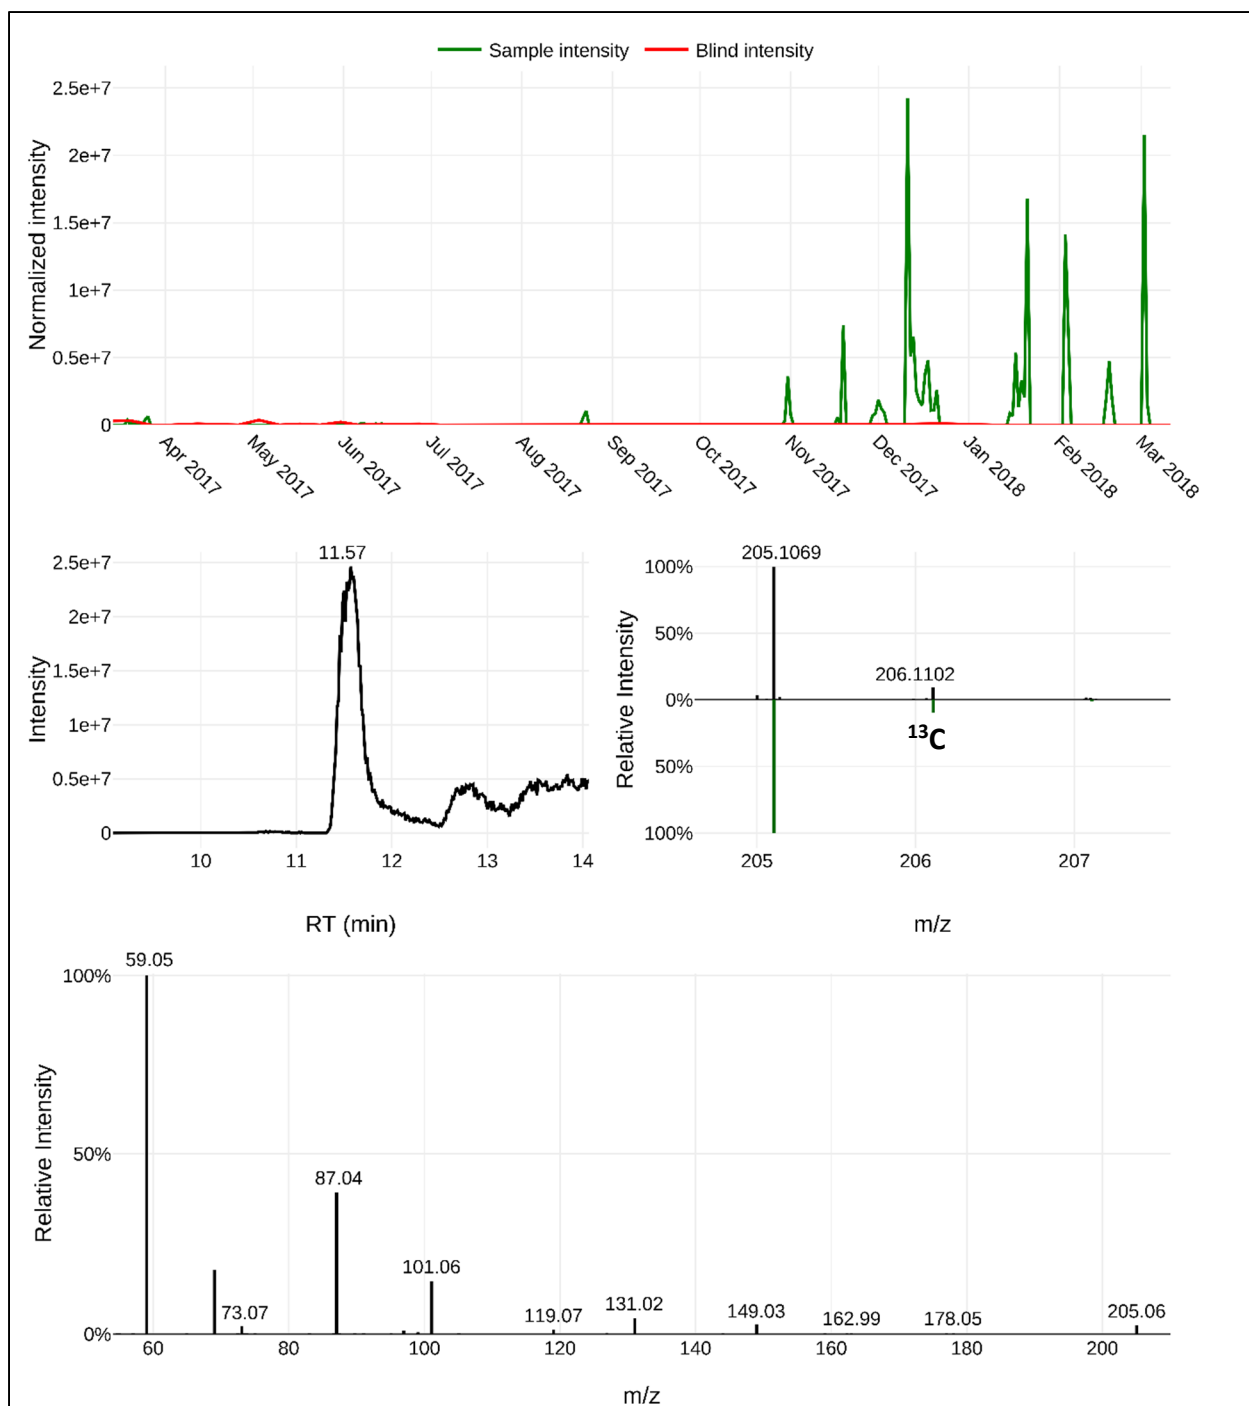 Sample intensity Blind intensity
Normalized intensity
2.5e+7
2e+7
1.5e+7
1e+7
0.5e+7
0
Apr 2017 May 2017 Jun 2017 Jul 2017 Aug 2017 Sep 2017 Oct 2017 Nov 2017 Dec 2017 Jan 2018 Feb 2018 Mar 2018
Intensity
11.57
2.5e+7
2e+7
1.5e+7
1e+7
0.5e+7
0
10 11 12 13 14
RT (min)
Relative Intensity
205.1069
100%
50%
206.1102
0%
¹³C
50%
100%
205 206 207
m/z
Relative Intensity
59.05
100%
50%
87.04
101.06
73.07 119.07 131.02 149.03 162.99 178.05 205.06
0%
60 80 100 120 140 160 180 200
m/z